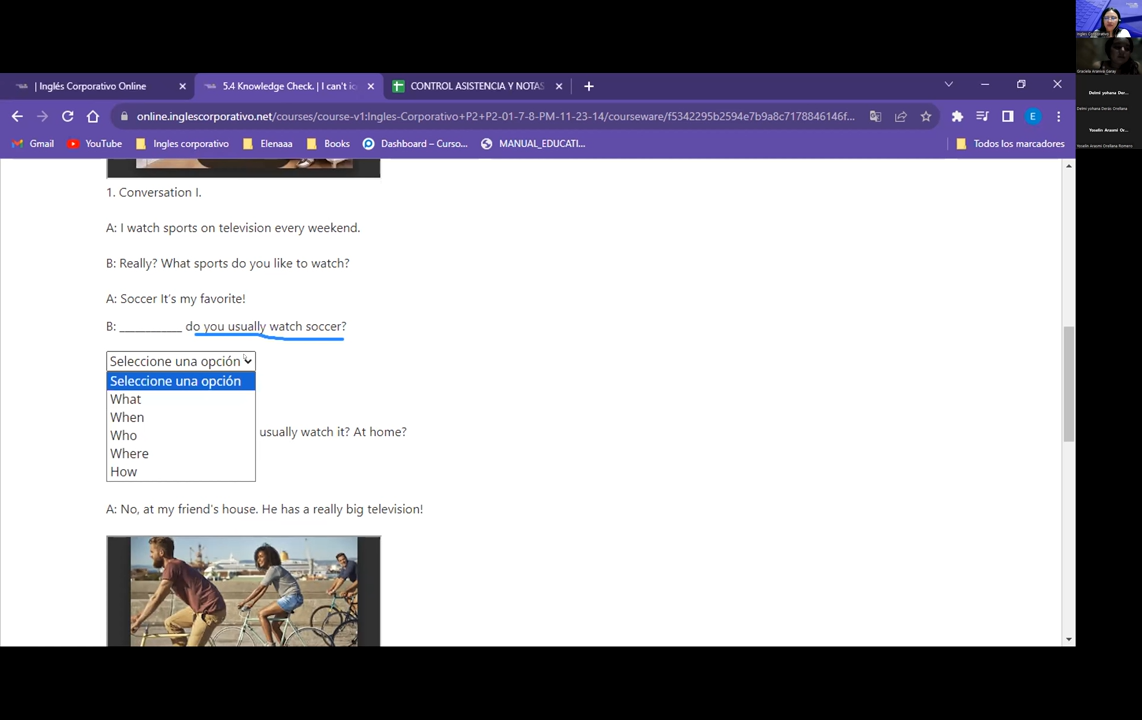 | Inglés Corporativo Online
5.4 Knowledge Check. | I can't ic
CONTROL ASISTENCIA Y NOTAS
online.inglescorporativo.net/courses/course-v1:Ingles-Corporativo+P2+P2-01-7-8-PM-11-23-14/courseware/f5342295b2594e7b9a8c7178846146f...
E
Gmail
YouTube
Ingles corporativo
Elenaaa
Books
Dashboard – Curso...
MANUAL_EDUCATI...
Todos los marcadores
1. Conversation I.
A: I watch sports on television every weekend.
B: Really? What sports do you like to watch?
A: Soccer It's my favorite!
B: ____________ do you usually watch soccer?
Seleccione una opción
Seleccione una opción
What
When
Who
Where
How
usually watch it? At home?
A: No, at my friend's house. He has a really big television!